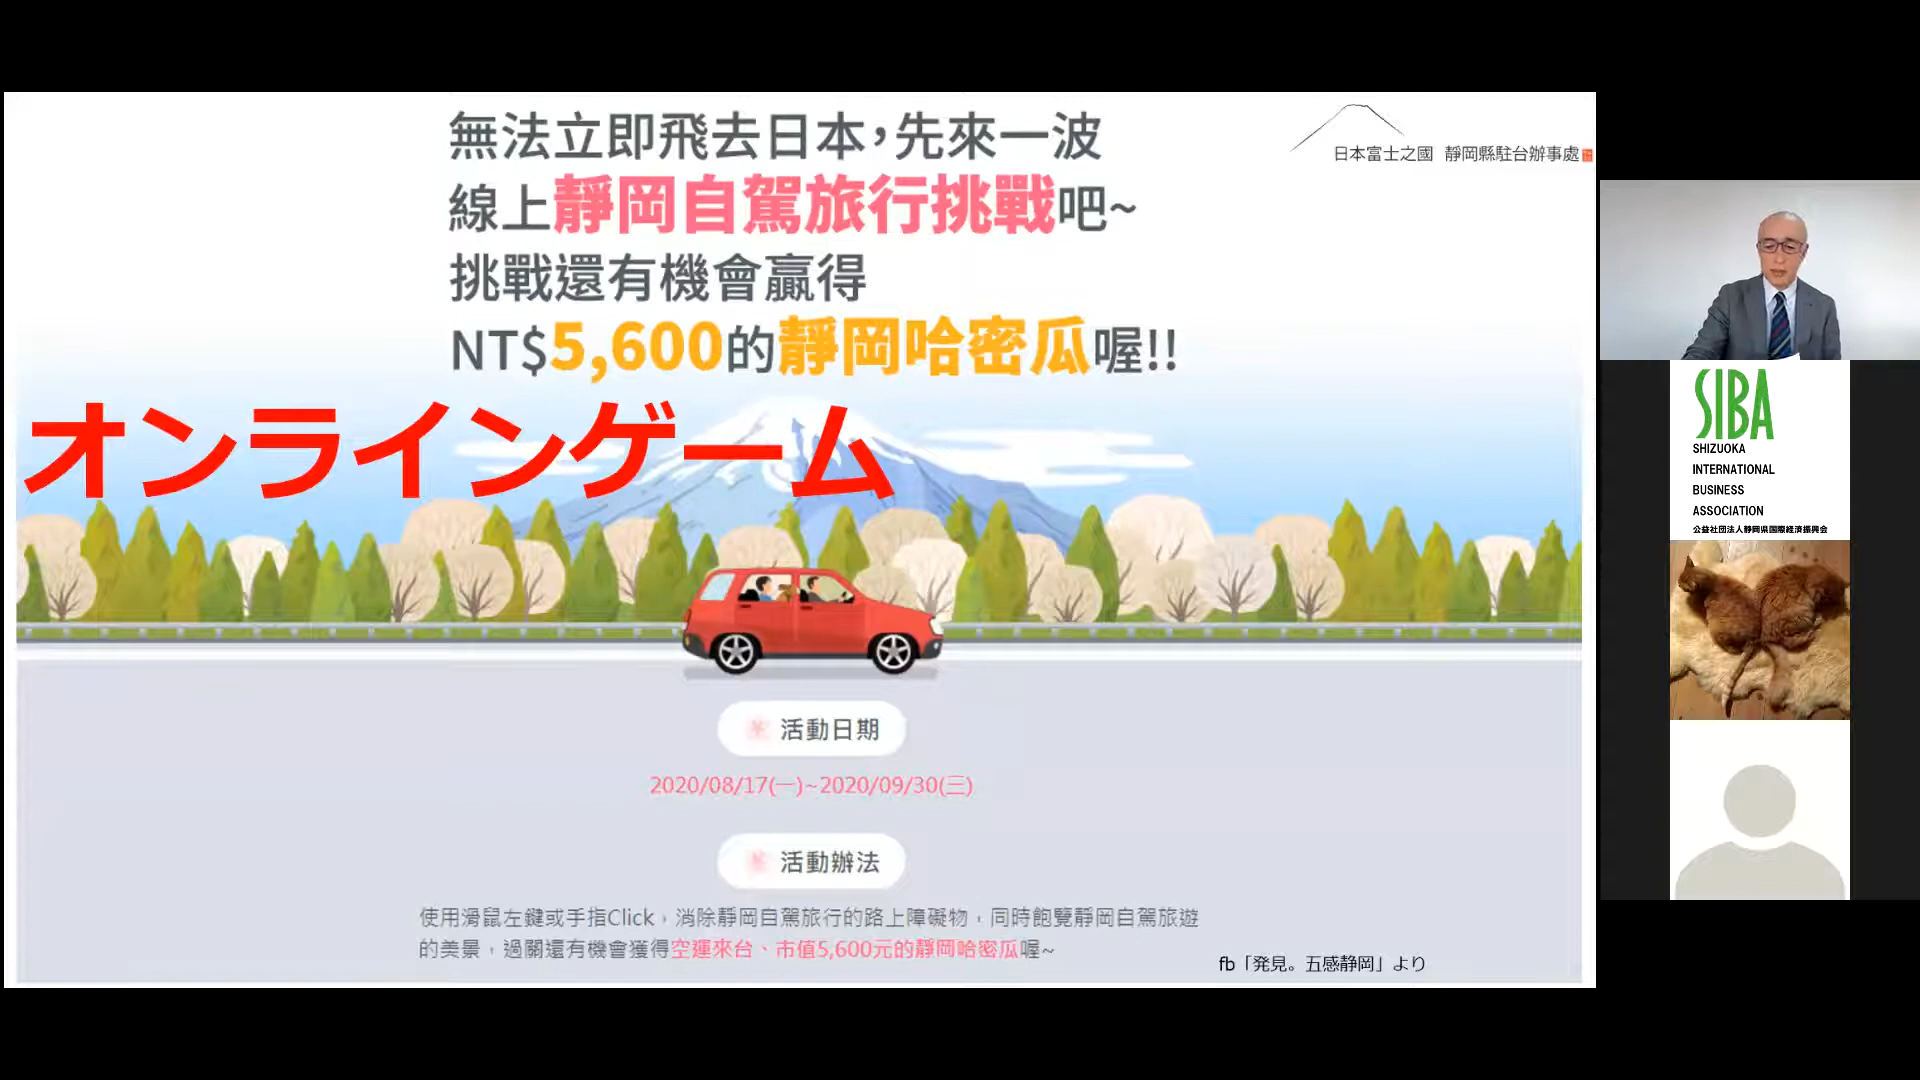 無法立即飛去日本，先來一波
線上靜岡自駕旅行挑戰吧~
挑戰還有機會贏得
NT$5,600的靜岡哈密瓜喔!!
日本富士之國 靜岡縣駐台辦事處
オンラインゲーム
活動日期
2020/08/17(一)~2020/09/30(三)
活動辦法
使用滑鼠左鍵或手指Click，消除靜岡自駕旅行的路上障礙物，同時飽覽靜岡自駕旅遊
的美景，過關還有機會獲得空運來台、市值5,600元的靜岡哈密瓜喔~
fb「発見。五感静岡」より
SIBA
SHIZUOKA
INTERNATIONAL
BUSINESS
ASSOCIATION
公益社団法人静岡県国際経済振興会